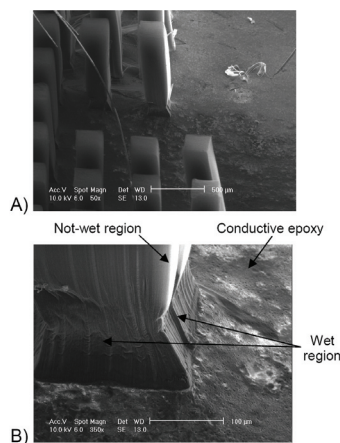 Acc.V Spot Magn Det WD 500 µm
10.0 kV 6.0 50x SE 13.0
A)
Not-wet region Conductive epoxy
Wet
region
Acc.V Spot Magn Det WD 100 µm
10.0 kV 6.0 350x SE 13.0
B)